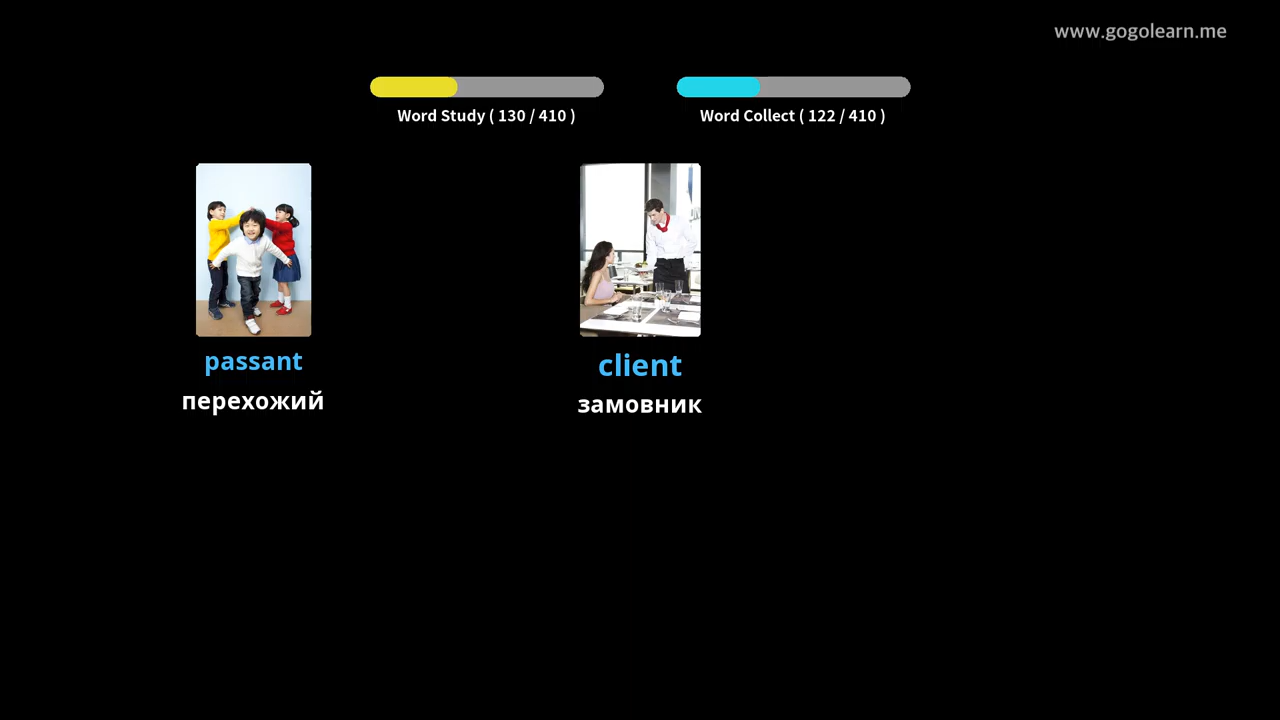 www.gogolearn.me
Word Study ( 130 / 410 )
Word Collect ( 122 / 410 )
passant
перехожий
client
замовник